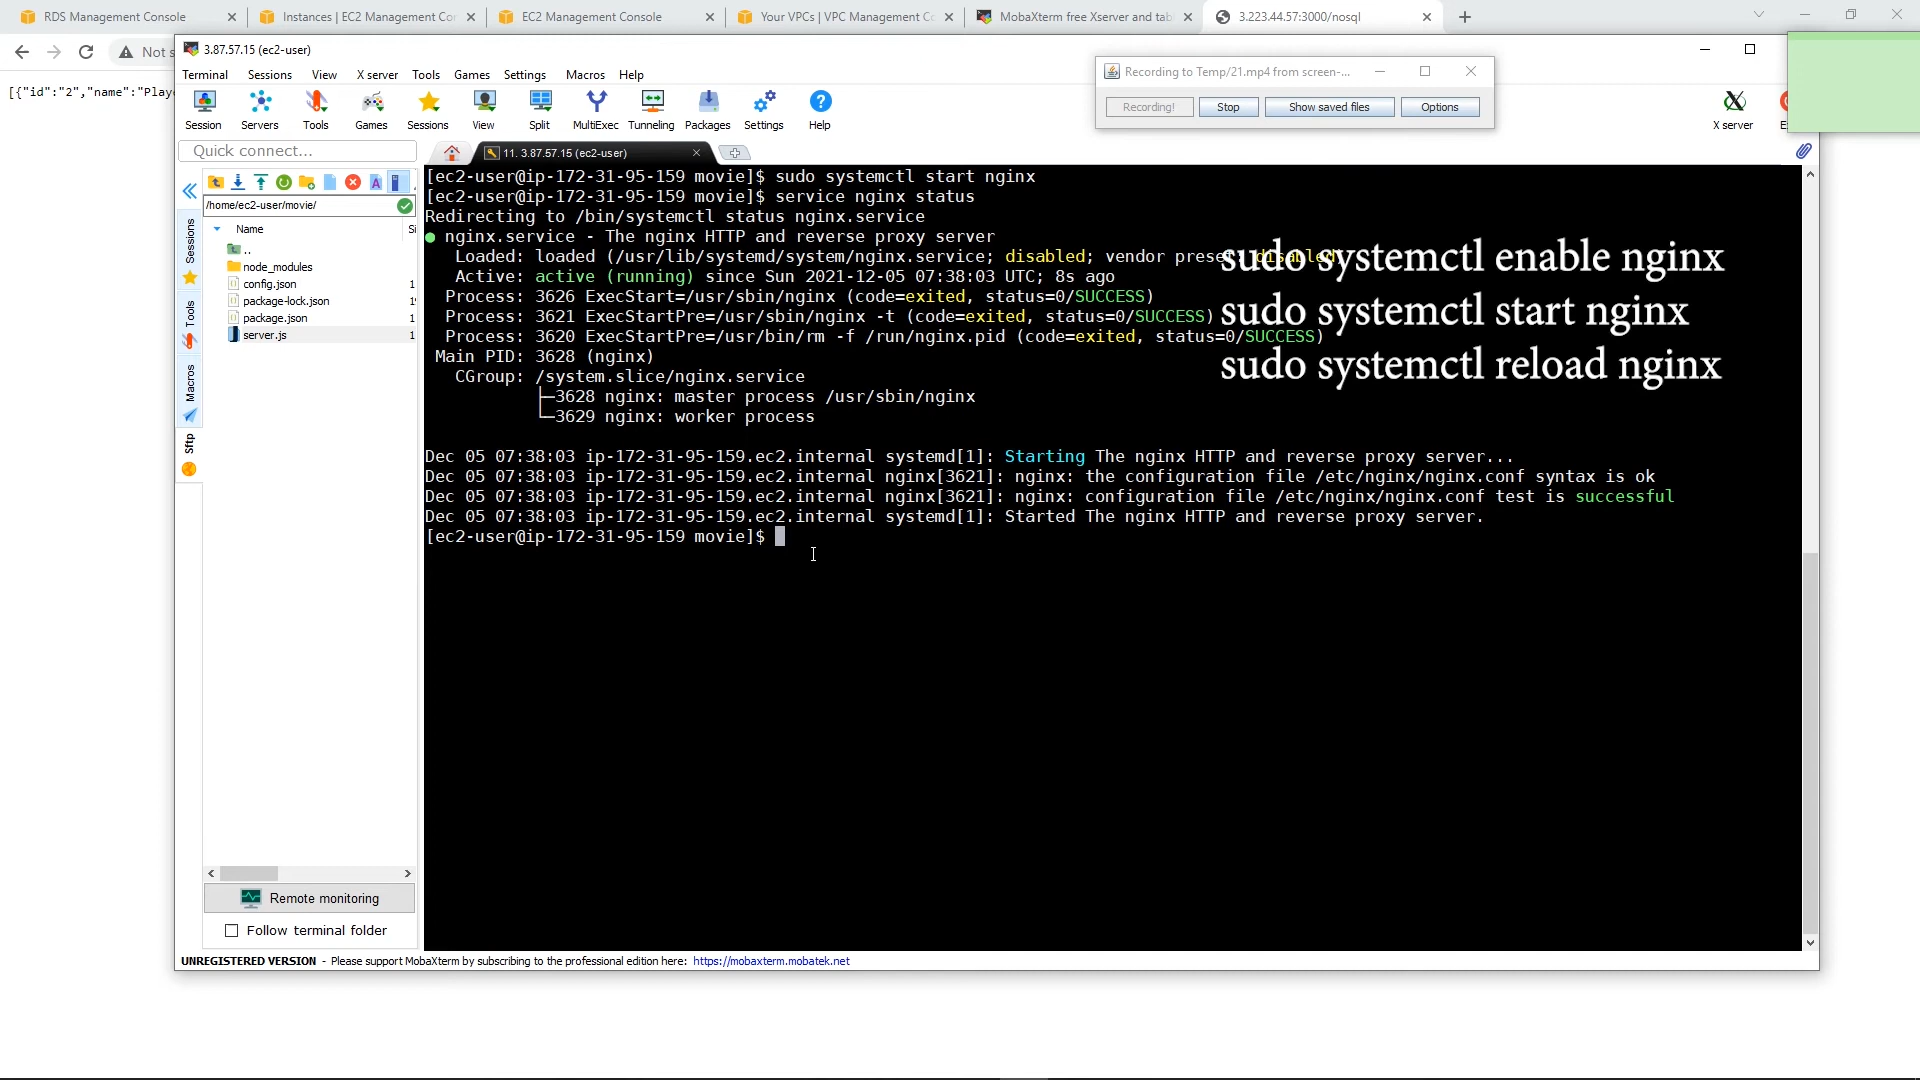 RDS Management Console
Instances | EC2 Management Co
EC2 Management Console
Your VPCs | VPC Management C
MobaXterm free Xserver and tab
3.223.44.57:3000/nosql
Not s
[{"id":"2","name":"Playe
3.87.57.15 (ec2-user)
Terminal Sessions View X server Tools Games Settings Macros Help
Recording to Temp/21.mp4 from screen-...
Recording! Stop Show saved files Options
Session Servers Tools Games Sessions View Split MultiExec Tunneling Packages Settings Help
X server
Quick connect...
11. 3.87.57.15 (ec2-user)
/home/ec2-user/movie/
Name
Si
..
node_modules
config.json 1
package-lock.json 1
package.json 1
server.js 1
Sessions
Tools
Macros
Sftp
[ec2-user@ip-172-31-95-159 movie]$ sudo systemctl start nginx
[ec2-user@ip-172-31-95-159 movie]$ service nginx status
Redirecting to /bin/systemctl status nginx.service
● nginx.service - The nginx HTTP and reverse proxy server
Loaded: loaded (/usr/lib/systemd/system/nginx.service; disabled; vendor preset: disabled)
Active: active (running) since Sun 2021-12-05 07:38:03 UTC; 8s ago
Process: 3626 ExecStart=/usr/sbin/nginx (code=exited, status=0/SUCCESS)
Process: 3621 ExecStartPre=/usr/sbin/nginx -t (code=exited, status=0/SUCCESS)
Process: 3620 ExecStartPre=/usr/bin/rm -f /run/nginx.pid (code=exited, status=0/SUCCESS)
Main PID: 3628 (nginx)
CGroup: /system.slice/nginx.service
├─3628 nginx: master process /usr/sbin/nginx
└─3629 nginx: worker process
Dec 05 07:38:03 ip-172-31-95-159.ec2.internal systemd[1]: Starting The nginx HTTP and reverse proxy server...
Dec 05 07:38:03 ip-172-31-95-159.ec2.internal nginx[3621]: nginx: the configuration file /etc/nginx/nginx.conf syntax is ok
Dec 05 07:38:03 ip-172-31-95-159.ec2.internal nginx[3621]: nginx: configuration file /etc/nginx/nginx.conf test is successful
Dec 05 07:38:03 ip-172-31-95-159.ec2.internal systemd[1]: Started The nginx HTTP and reverse proxy server.
[ec2-user@ip-172-31-95-159 movie]$
sudo systemctl enable nginx
sudo systemctl start nginx
sudo systemctl reload nginx
Remote monitoring
Follow terminal folder
UNREGISTERED VERSION - Please support MobaXterm by subscribing to the professional edition here: https://mobaxterm.mobatek.net